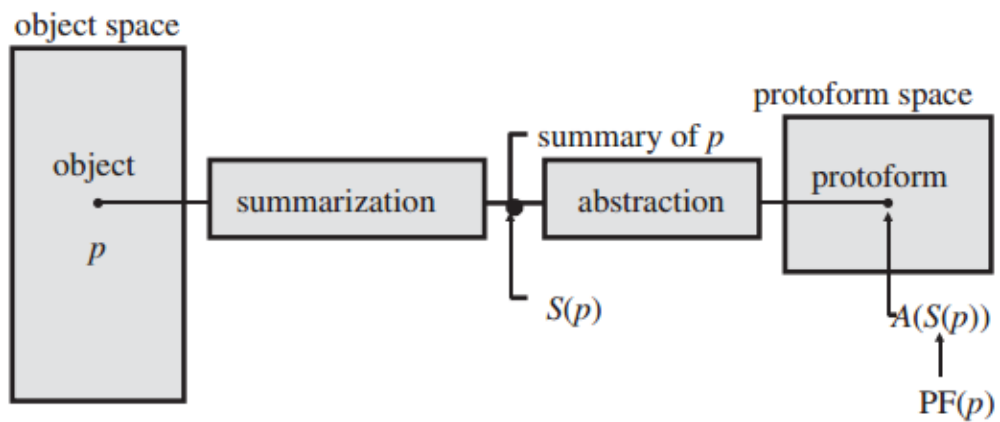 object space
object
p
summarization
summary of p
S(p)
abstraction
protoform space
protoform
A(S(p))
PF(p)